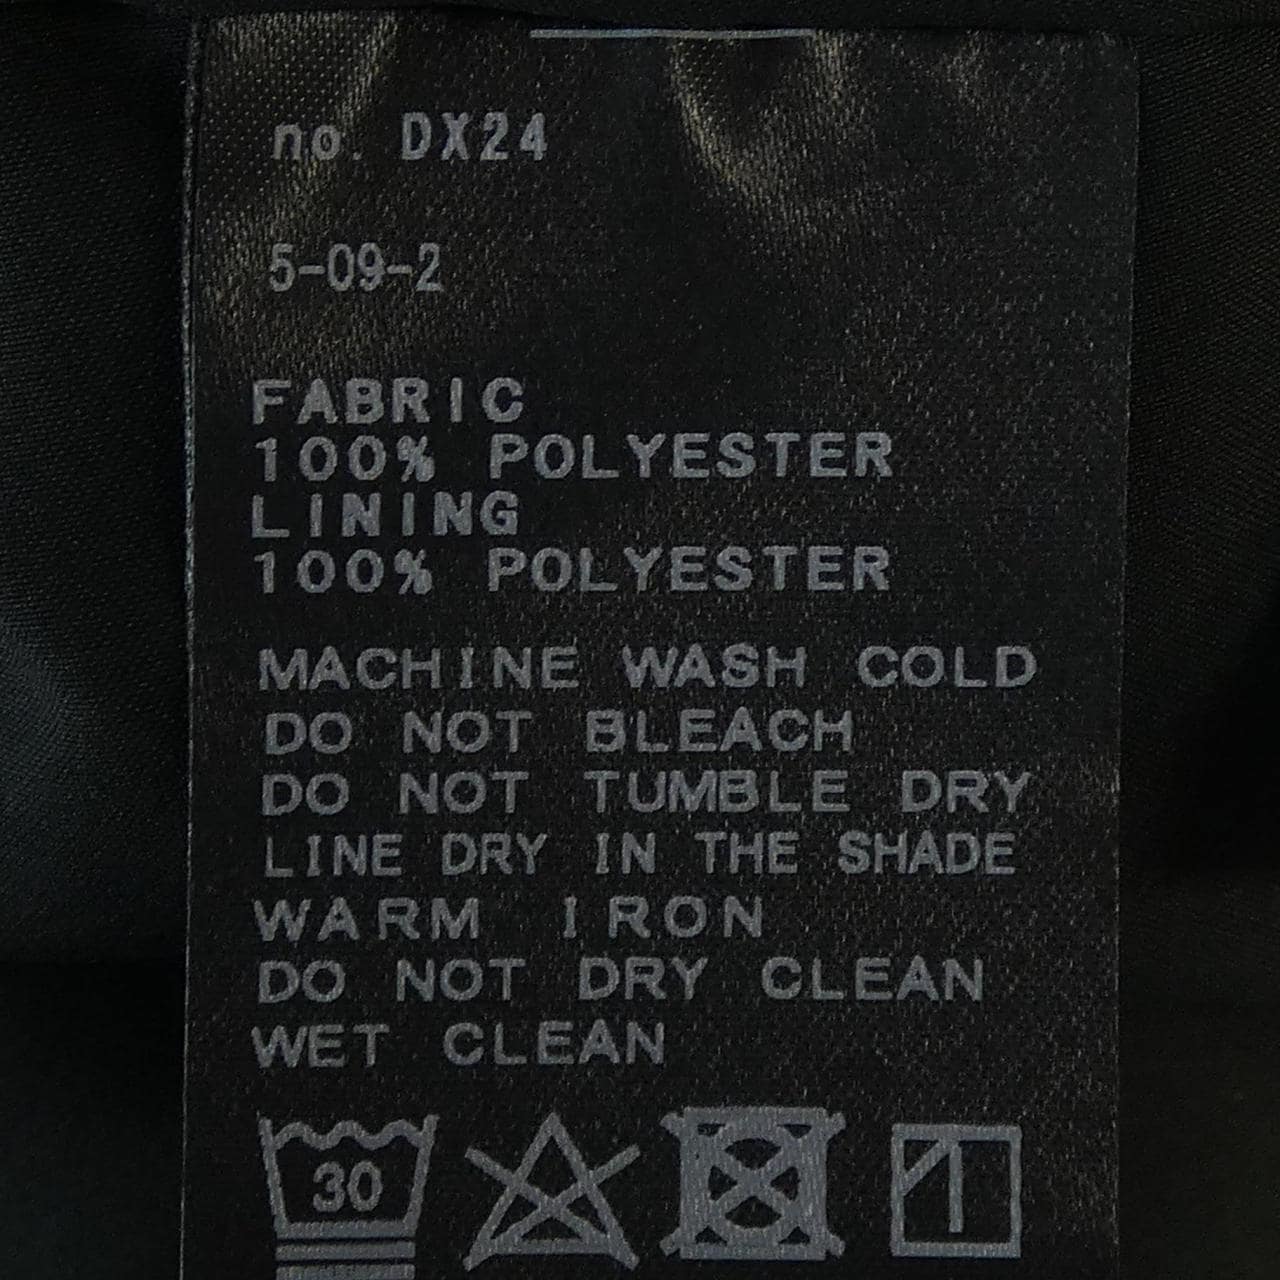 no. DX24
5-09-2
FABRIC
100% POLYESTER
LINING
100% POLYESTER
MACHINE WASH COLD
DO NOT BLEACH
DO NOT TUMBLE DRY
LINE DRY IN THE SHADE
WARM IRON
DO NOT DRY CLEAN
WET CLEAN
30